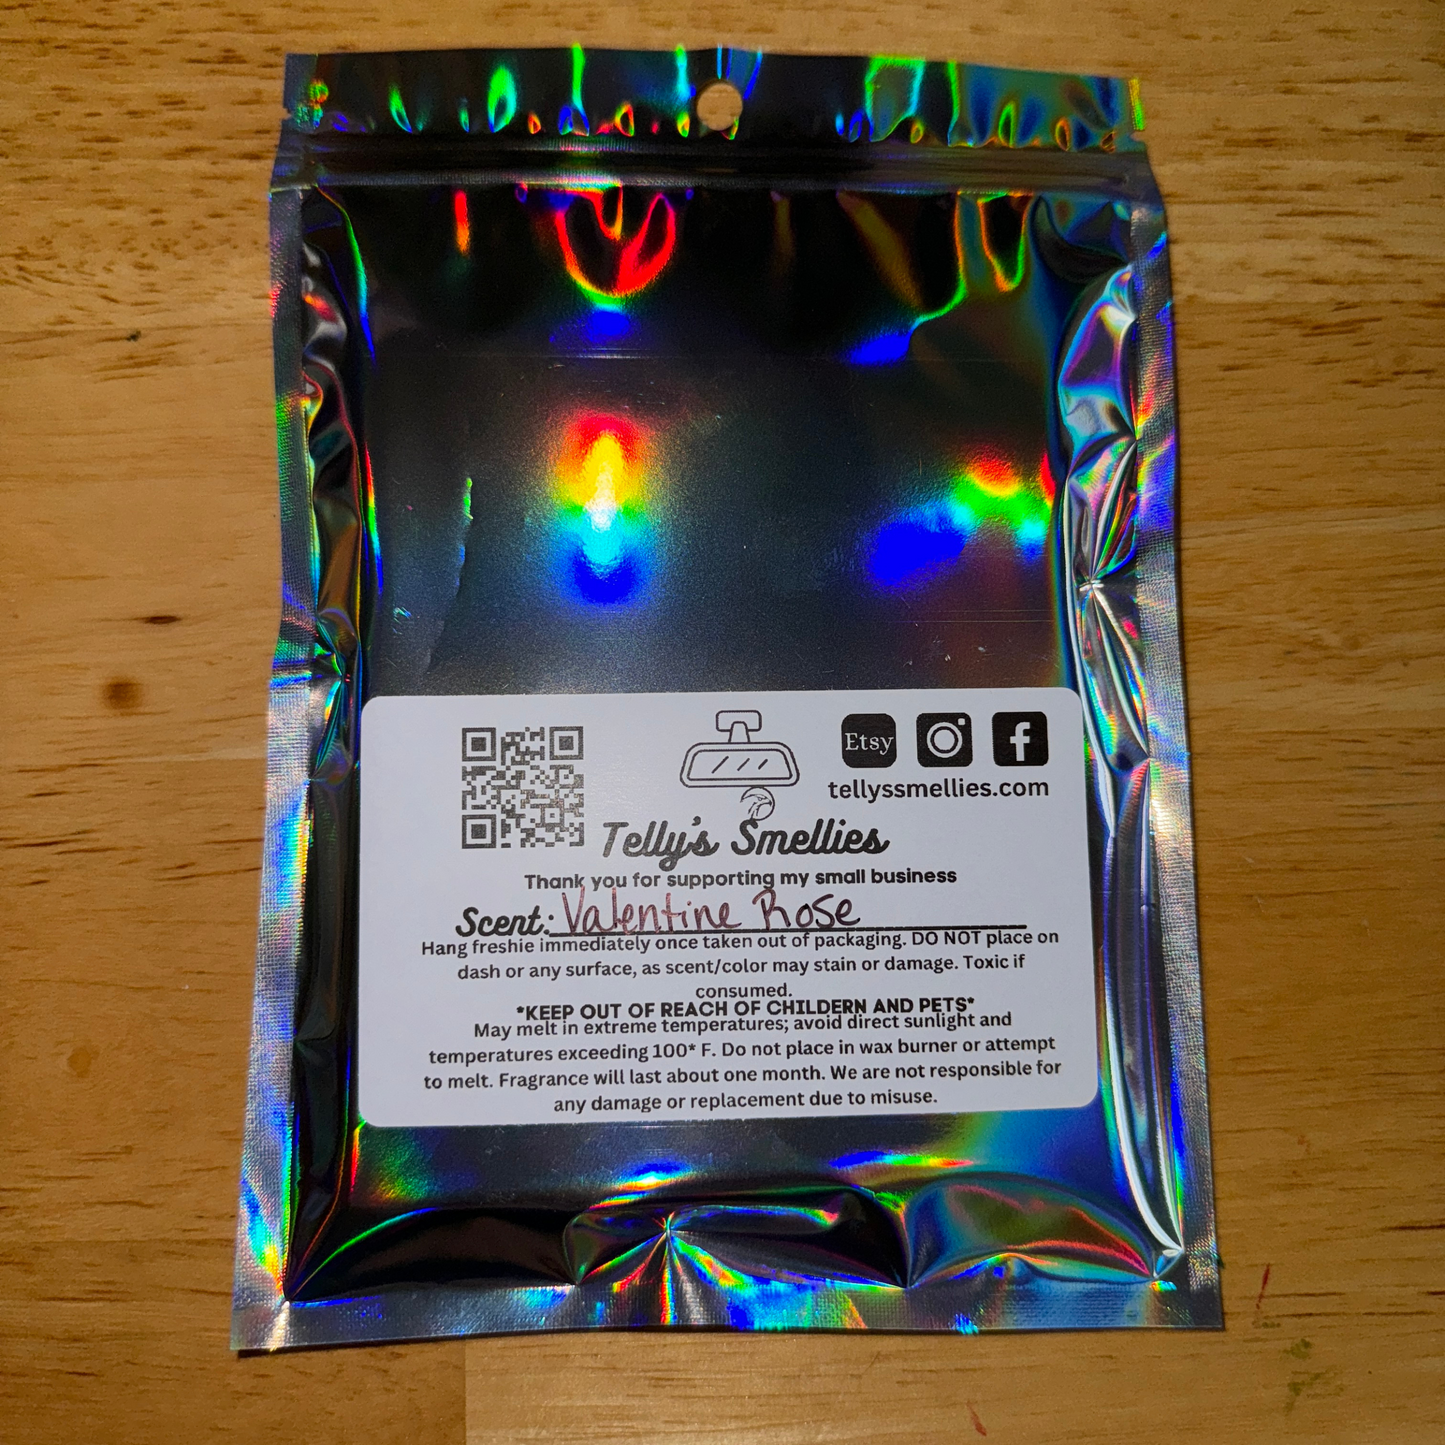 Etsy
tellyssmellies.com
Telly's Smellies
Thank you for supporting my small business
Scent: Valentine Rose
Hang freshie immediately once taken out of packaging. DO NOT place on
dash or any surface, as scent/color may stain or damage. Toxic if
consumed.
*KEEP OUT OF REACH OF CHILDERN AND PETS*
May melt in extreme temperatures; avoid direct sunlight and
temperatures exceeding 100* F. Do not place in wax burner or attempt
to melt. Fragrance will last about one month. We are not responsible for
any damage or replacement due to misuse.